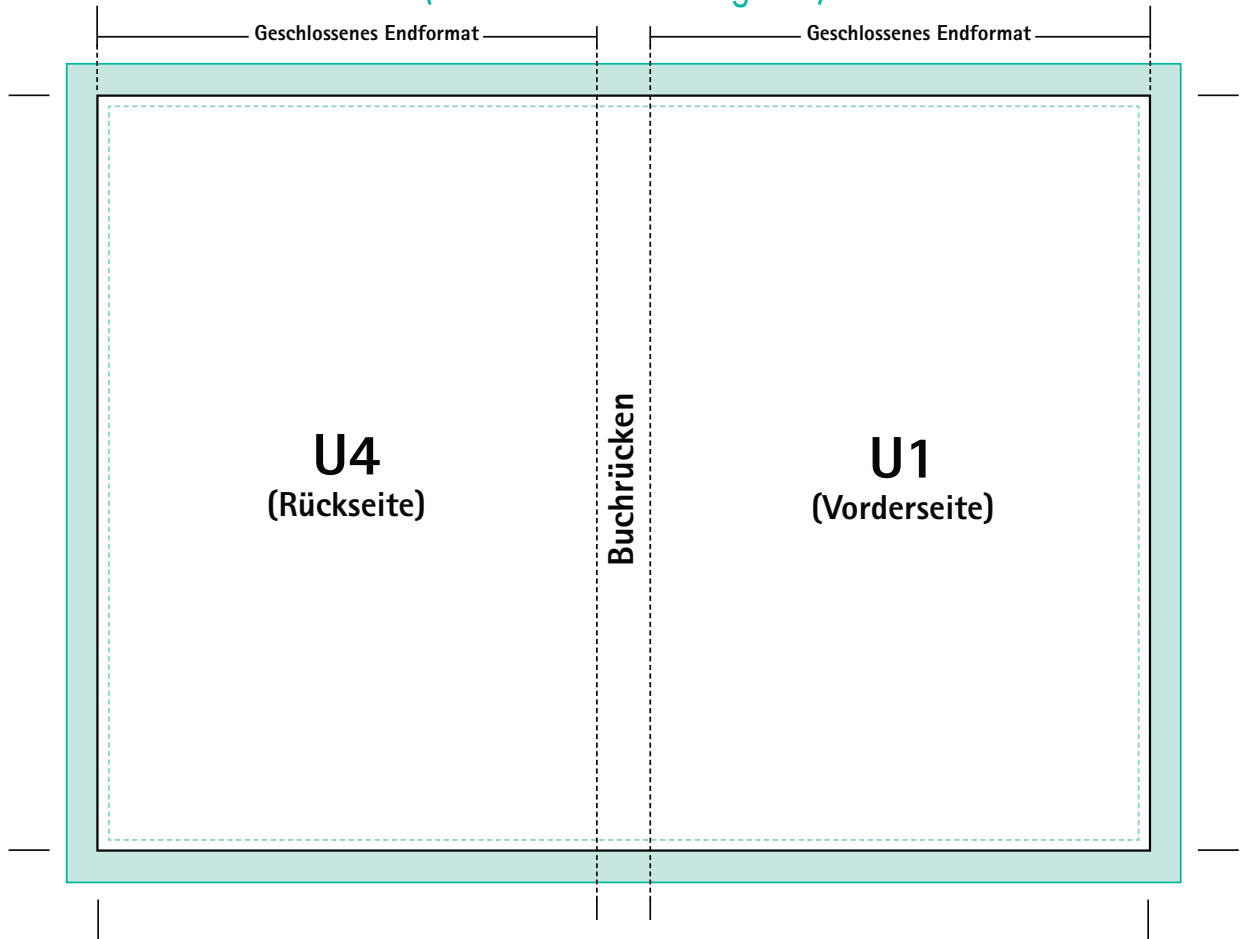 Geschlossenes Endformat
Geschlossenes Endformat
U4
(Rückseite)
Buchrücken
U1
(Vorderseite)